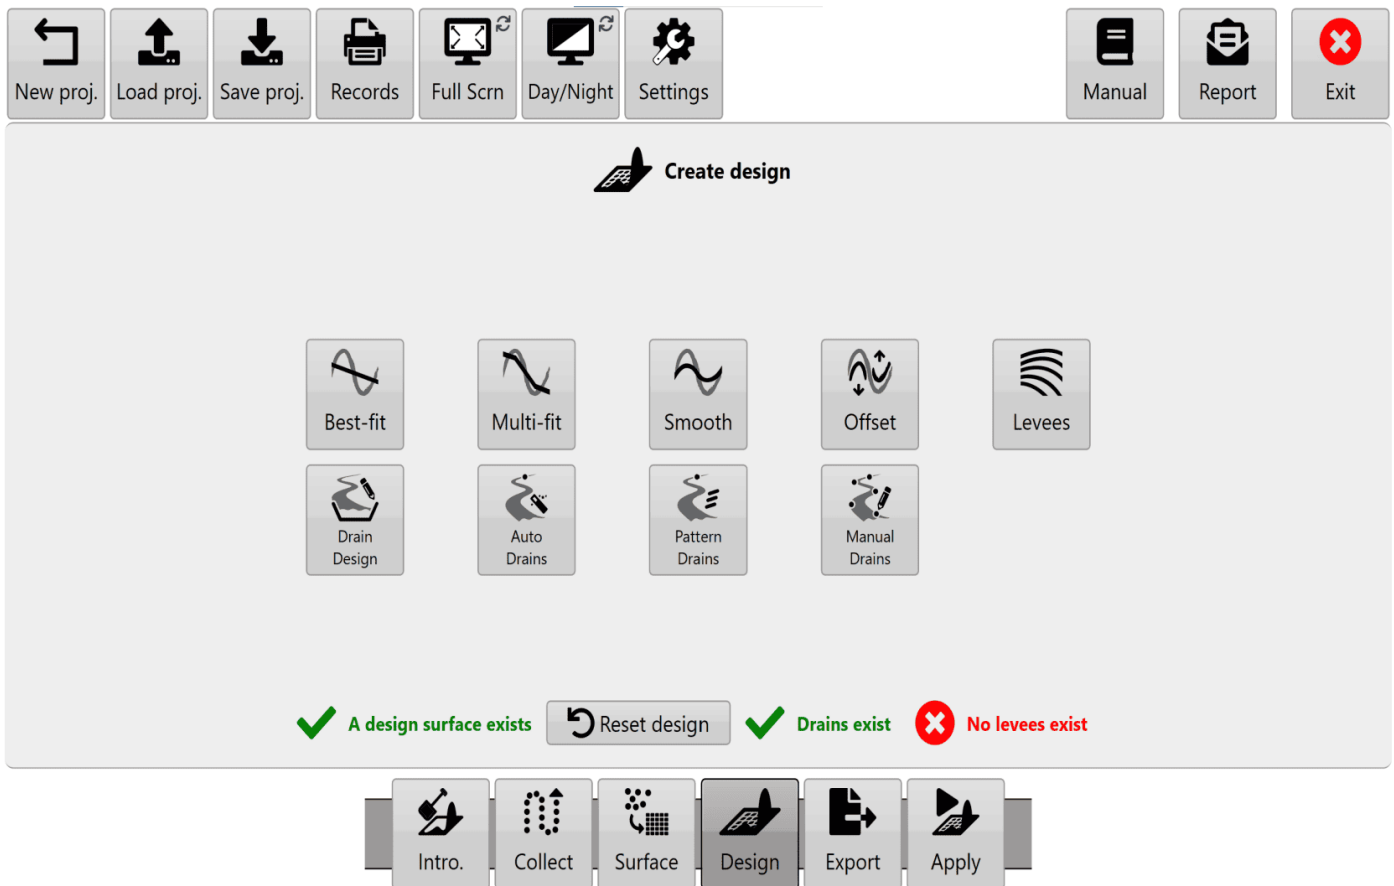 New proj.
Load proj.
Save proj.
Records
Full Scrn
Day/Night
Settings
Manual
Report
Exit
Create design
Best-fit
Multi-fit
Smooth
Offset
Levees
Drain
Design
Auto
Drains
Pattern
Drains
Manual
Drains
A design surface exists
Reset design
Drains exist
No levees exist
Intro.
Collect
Surface
Design
Export
Apply